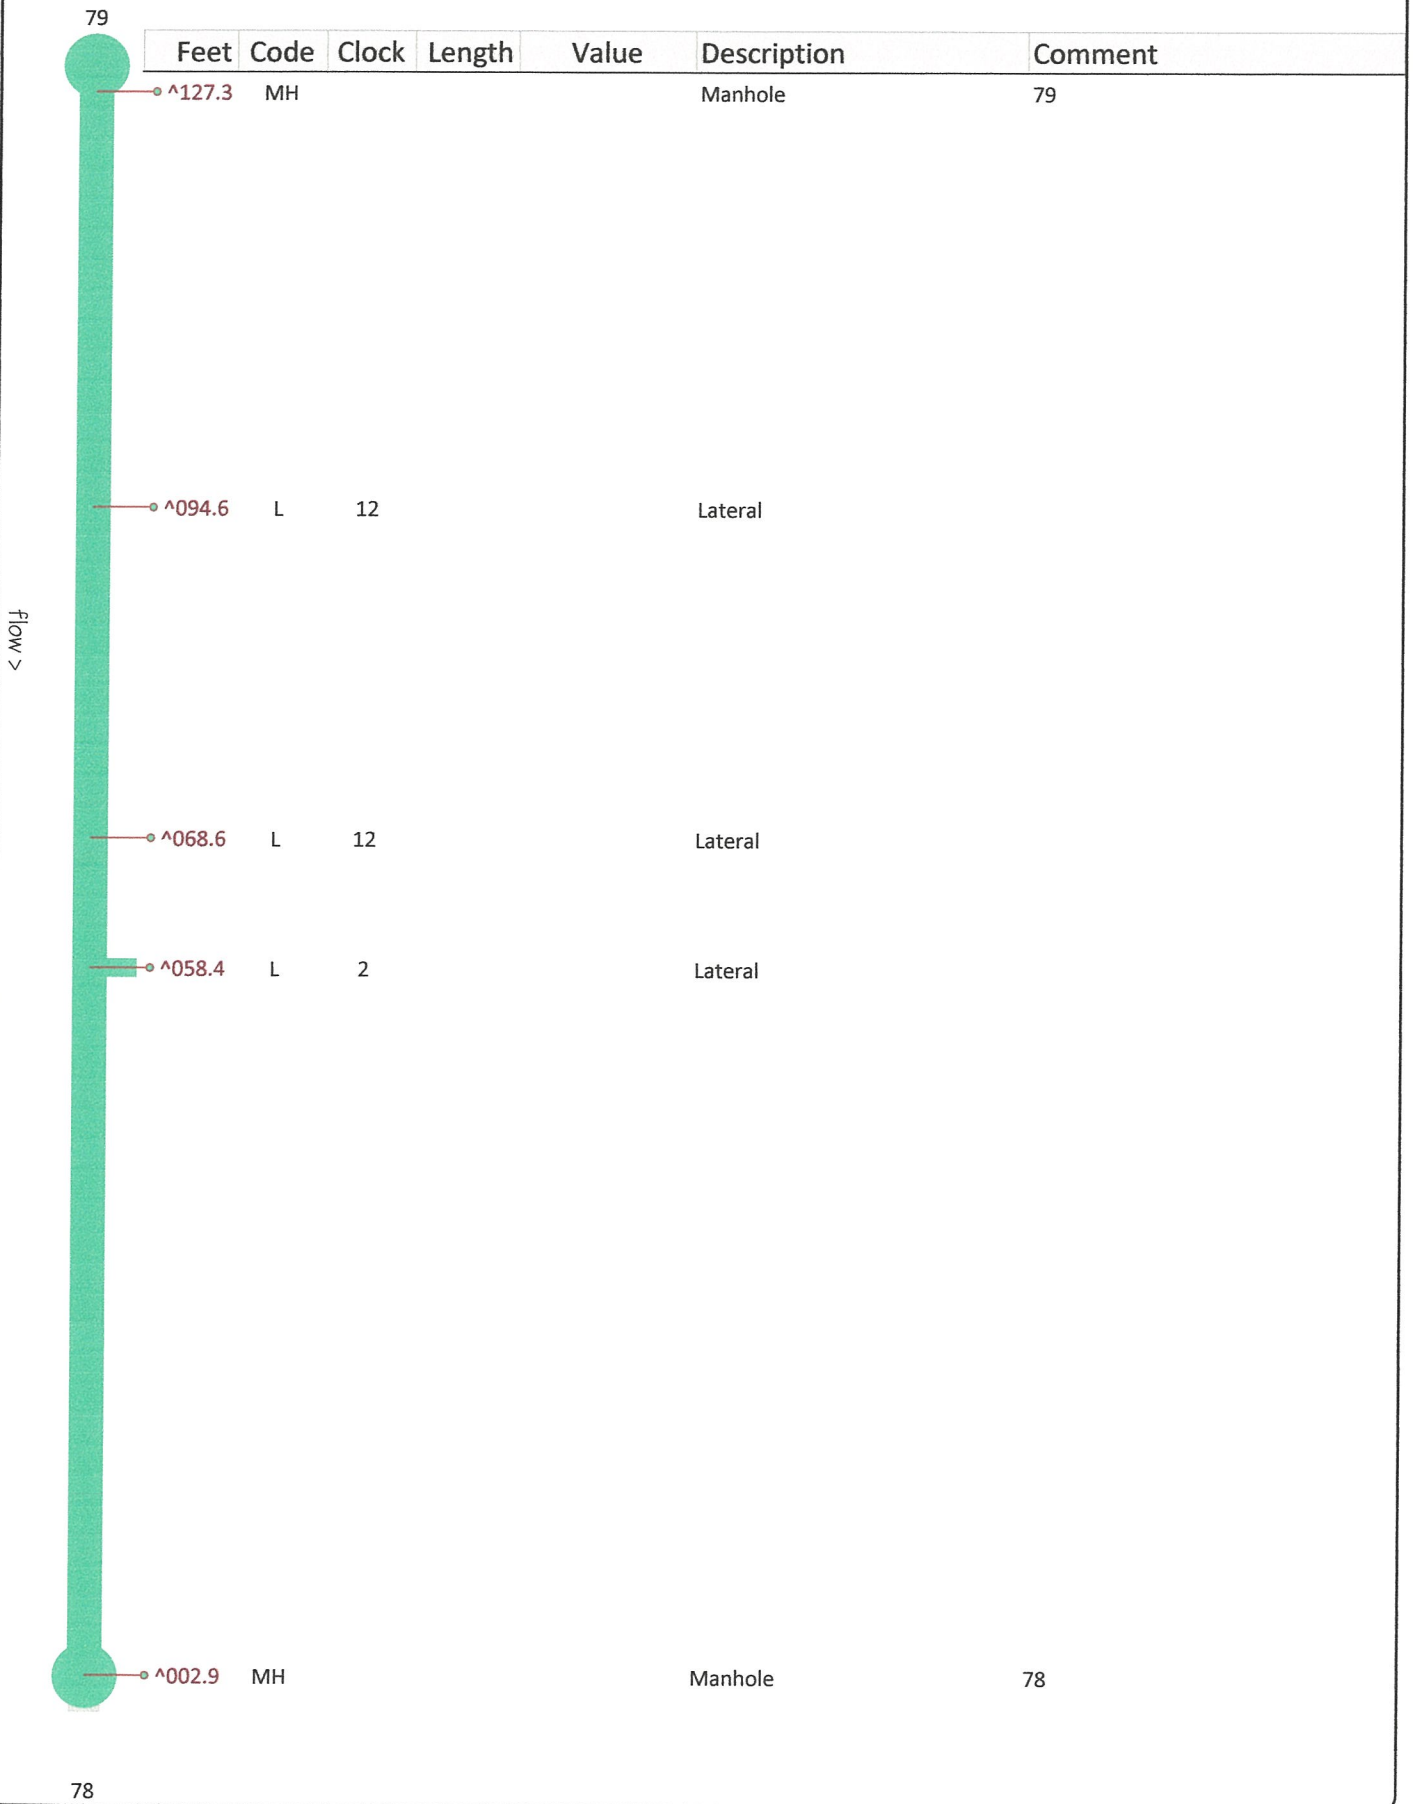 79
Feet Code Clock Length Value Description Comment
^127.3 MH Manhole 79
^094.6 L 12 Lateral
flow >
^068.6 L 12 Lateral
^058.4 L 2 Lateral
^002.9 MH Manhole 78
78